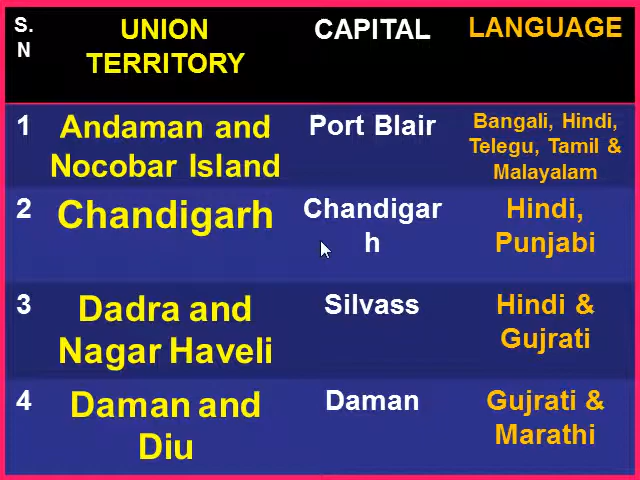 S.
N
UNION
TERRITORY
CAPITAL
LANGUAGE
1
Andaman and
Nocobar Island
Port Blair
Bangali, Hindi,
Telegu, Tamil &
Malayalam
2
Chandigarh
Chandigar
h
Hindi,
Punjabi
3
Dadra and
Nagar Haveli
Silvass
Hindi &
Gujrati
4
Daman and
Diu
Daman
Gujrati &
Marathi